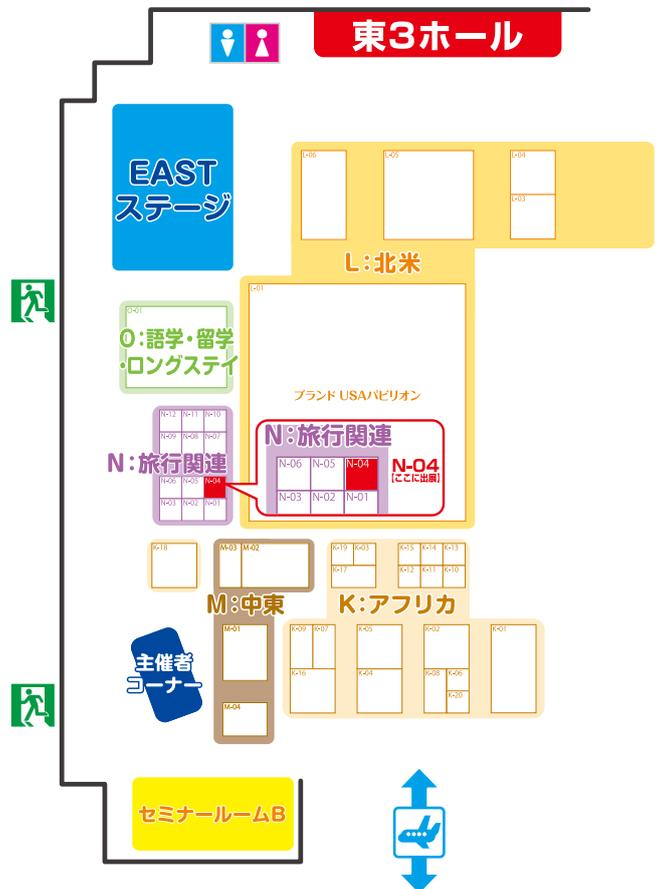 東3ホール
EAST
ステージ
L-06
L-05
L-04
L-03
L:北米
L-01
O-01
O:語学・留学
・ロングステイ
ブランド USAパビリオン
N-12 N-11 N-10
N-09 N-08 N-07
N:旅行関連
N-06 N-05 N-04
N-03 N-02 N-01
N:旅行関連
N-06 N-05 N-04
N-03 N-02 N-01
N-04
[ここに出展]
K-18
M-03 M-02
K-19 K-03
K-17
K-15 K-14 K-13
K-12 K-11 K-10
M:中東
K:アフリカ
M-01
M-04
K-09 K-07
K-16
K-05
K-04
K-02
K-08 K-06
K-20
K-01
主催者
コーナー
セミナールームB